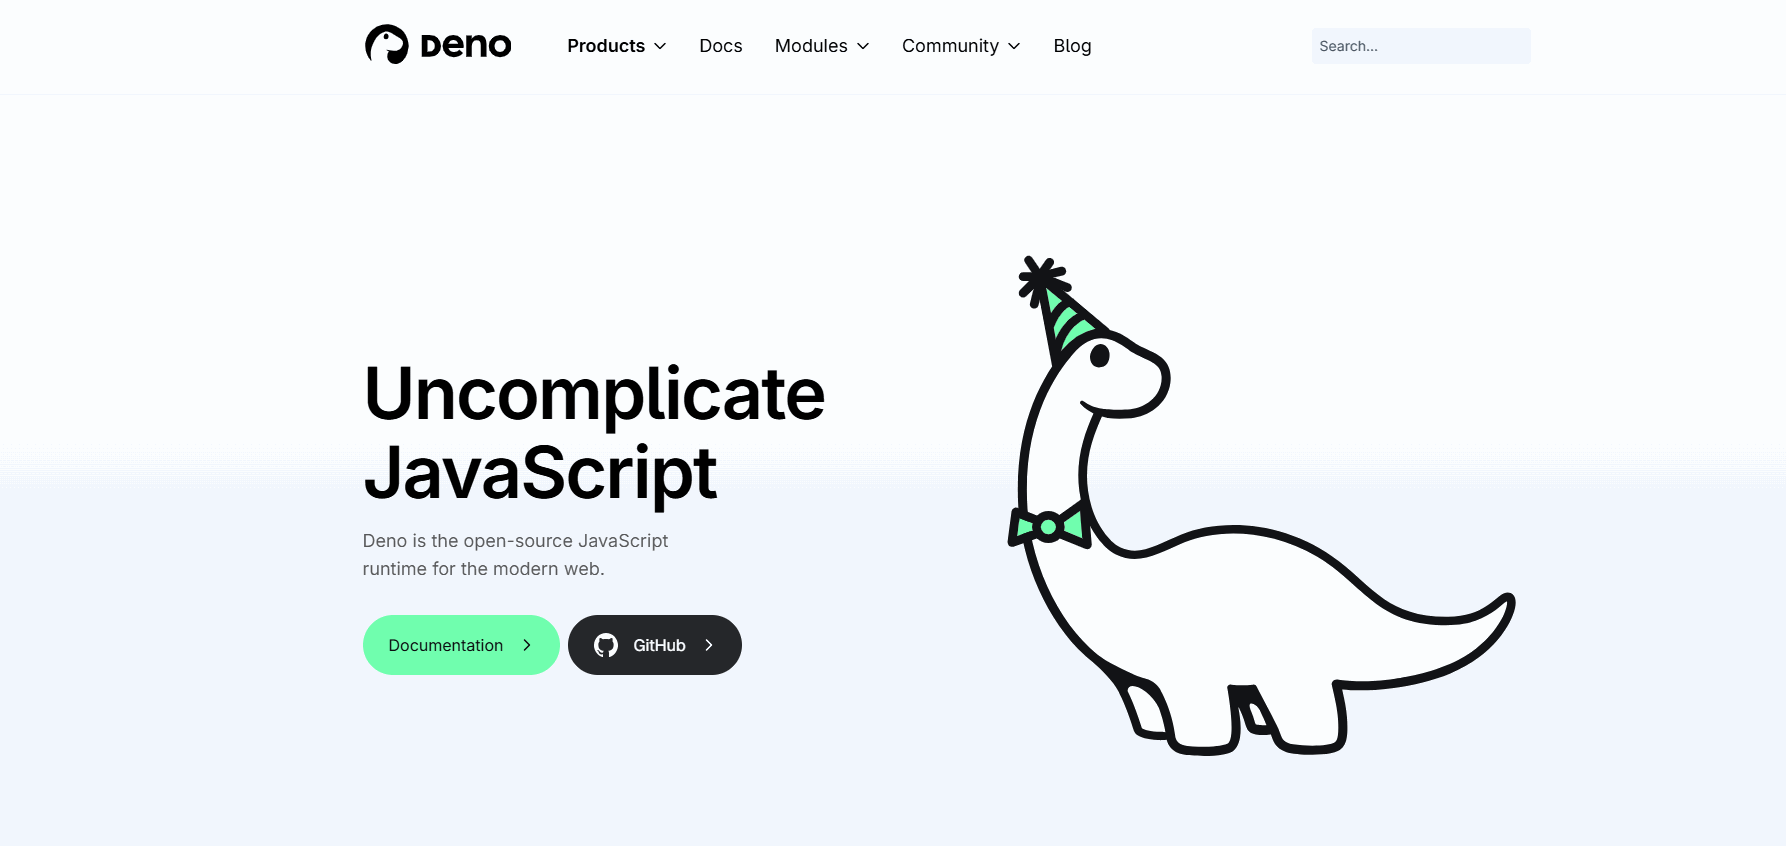 Deno
Products
Docs
Modules
Community
Blog
Search...
Uncomplicate
JavaScript
Deno is the open-source JavaScript
runtime for the modern web.
Documentation
GitHub